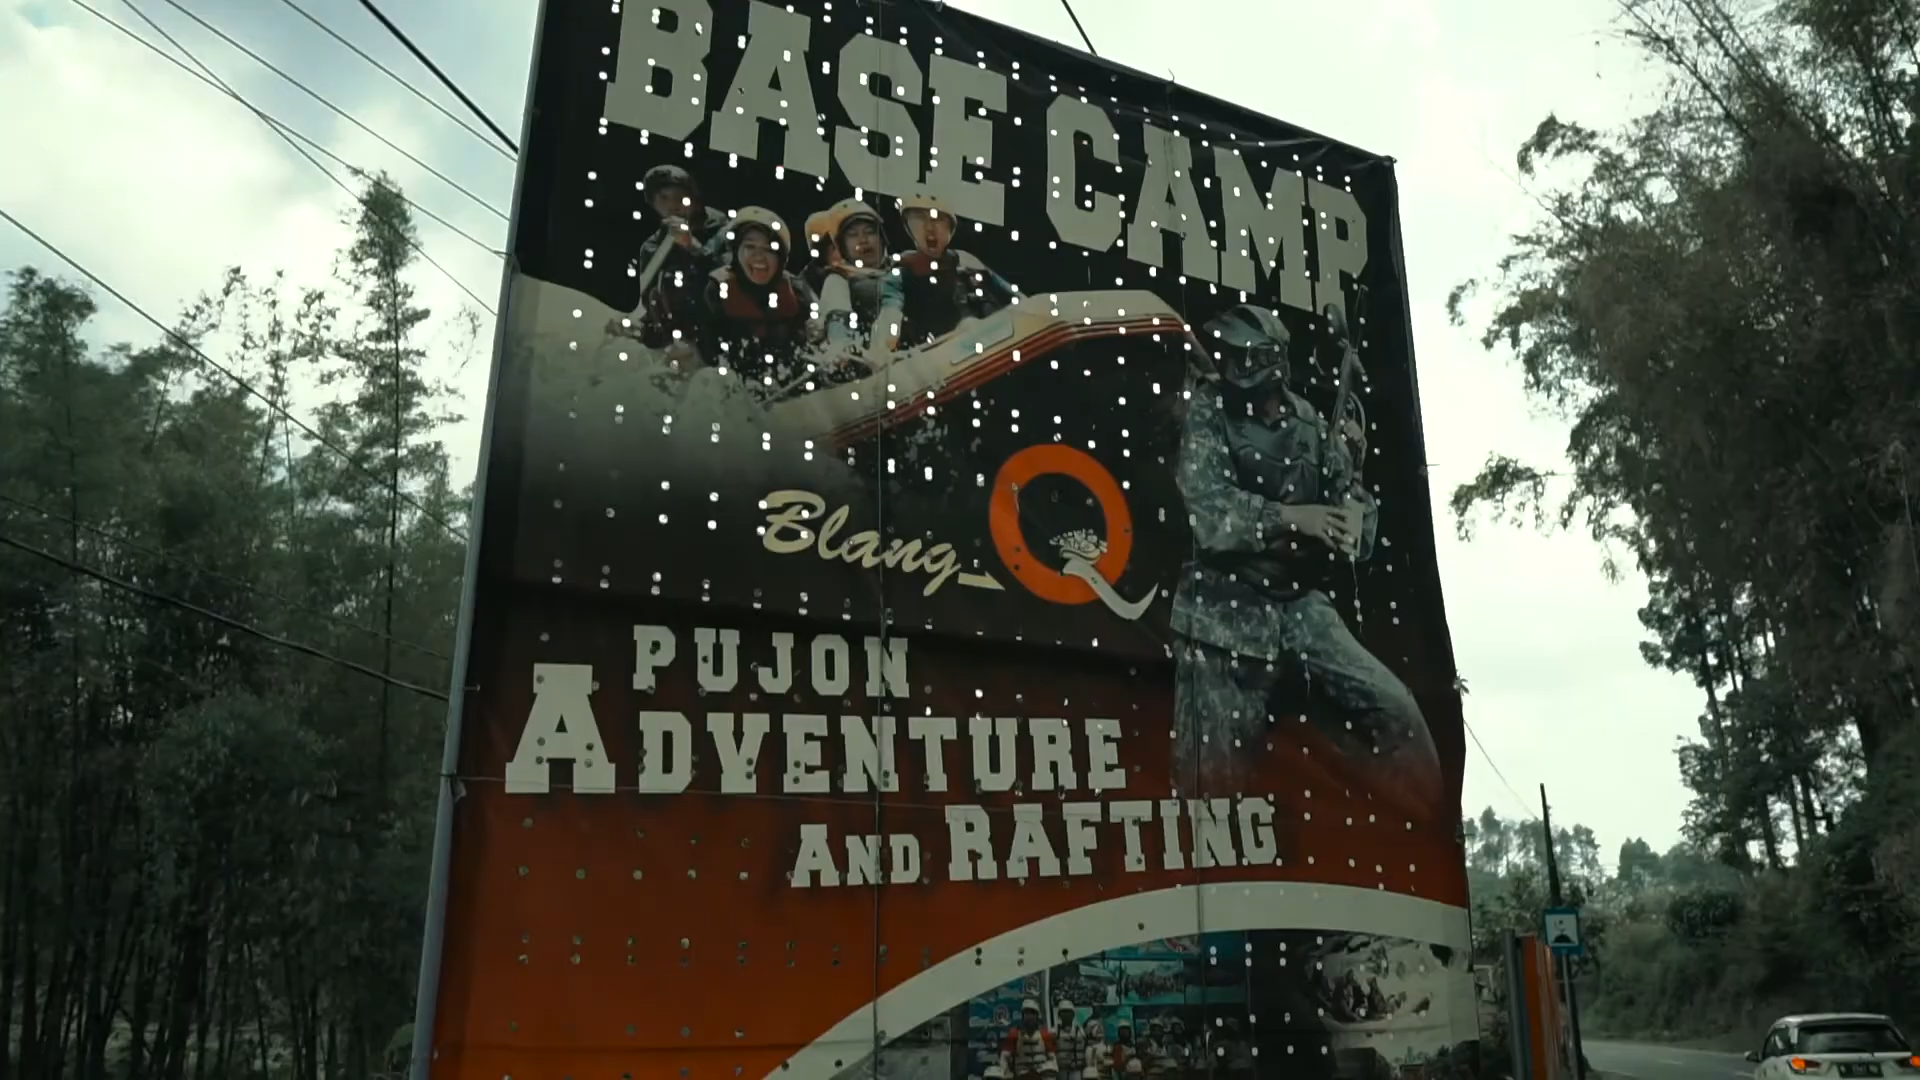 BASE CAMP
Blang Q
PUJON
ADVENTURE
AND RAFTING